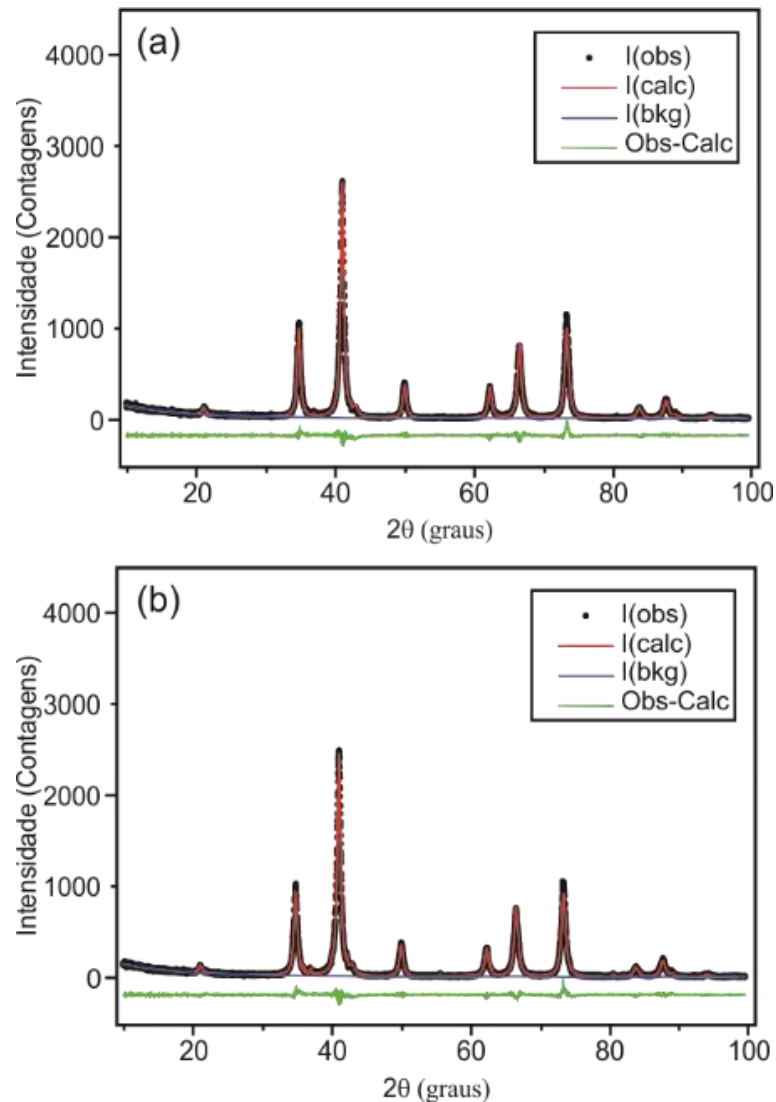 (a)
4000
3000
2000
1000
0
Intensidade (Contagens)
I(obs)
I(calc)
I(bkg)
Obs-Calc
20 40 60 80 100
2θ (graus)
(b)
4000
3000
2000
1000
0
Intensidade (Contagens)
I(obs)
I(calc)
I(bkg)
Obs-Calc
20 40 60 80 100
2θ (graus)